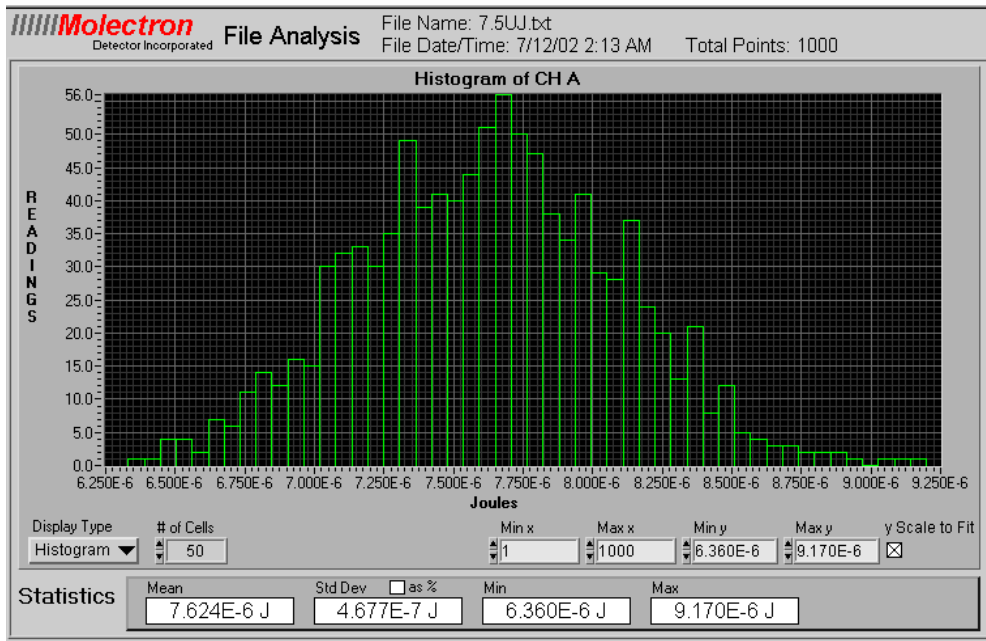 Molectron
Detector Incorporated
File Analysis
File Name: 7.5UJ.txt
File Date/Time: 7/12/02 2:13 AM Total Points: 1000
Histogram of CH A
READINGS
56.0
50.0
45.0
40.0
35.0
30.0
25.0
20.0
15.0
10.0
5.0
0.0
6.250E-6 6.500E-6 6.750E-6 7.000E-6 7.250E-6 7.500E-6 7.750E-6 8.000E-6 8.250E-6 8.500E-6 8.750E-6 9.000E-6 9.250E-6
Joules
Display Type # of Cells Min x Max x Min y Max y y Scale to Fit
Histogram 50 1 1000 6.360E-6 9.170E-6
Statistics
Mean Std Dev as % Min Max
7.624E-6 J 4.677E-7 J 6.360E-6 J 9.170E-6 J